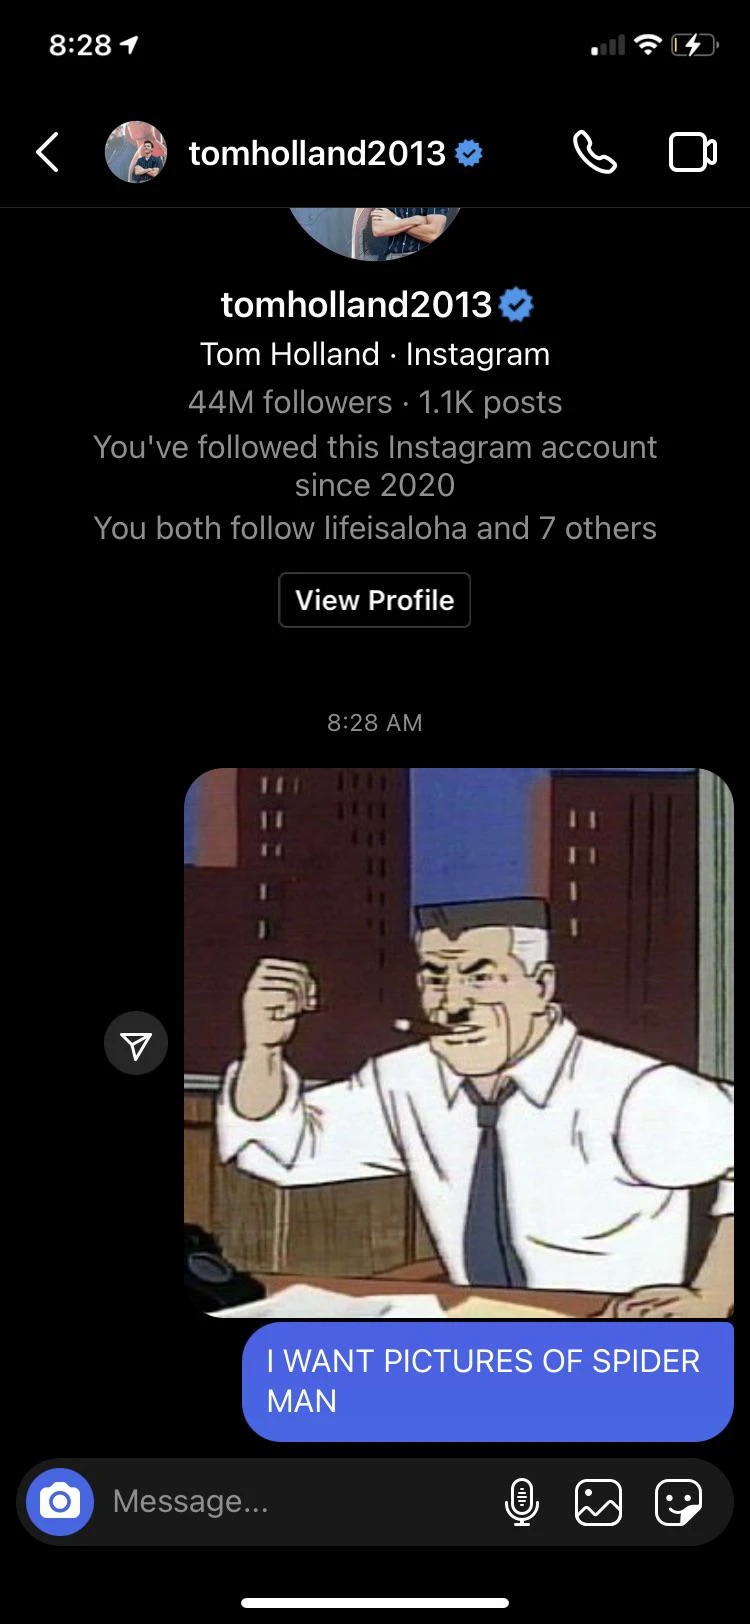 8:28
tomholland2013
tomholland2013
Tom Holland · Instagram
44M followers · 1.1K posts
You've followed this Instagram account
since 2020
You both follow lifeisaloha and 7 others
View Profile
8:28 AM
I WANT PICTURES OF SPIDER
MAN
Message...